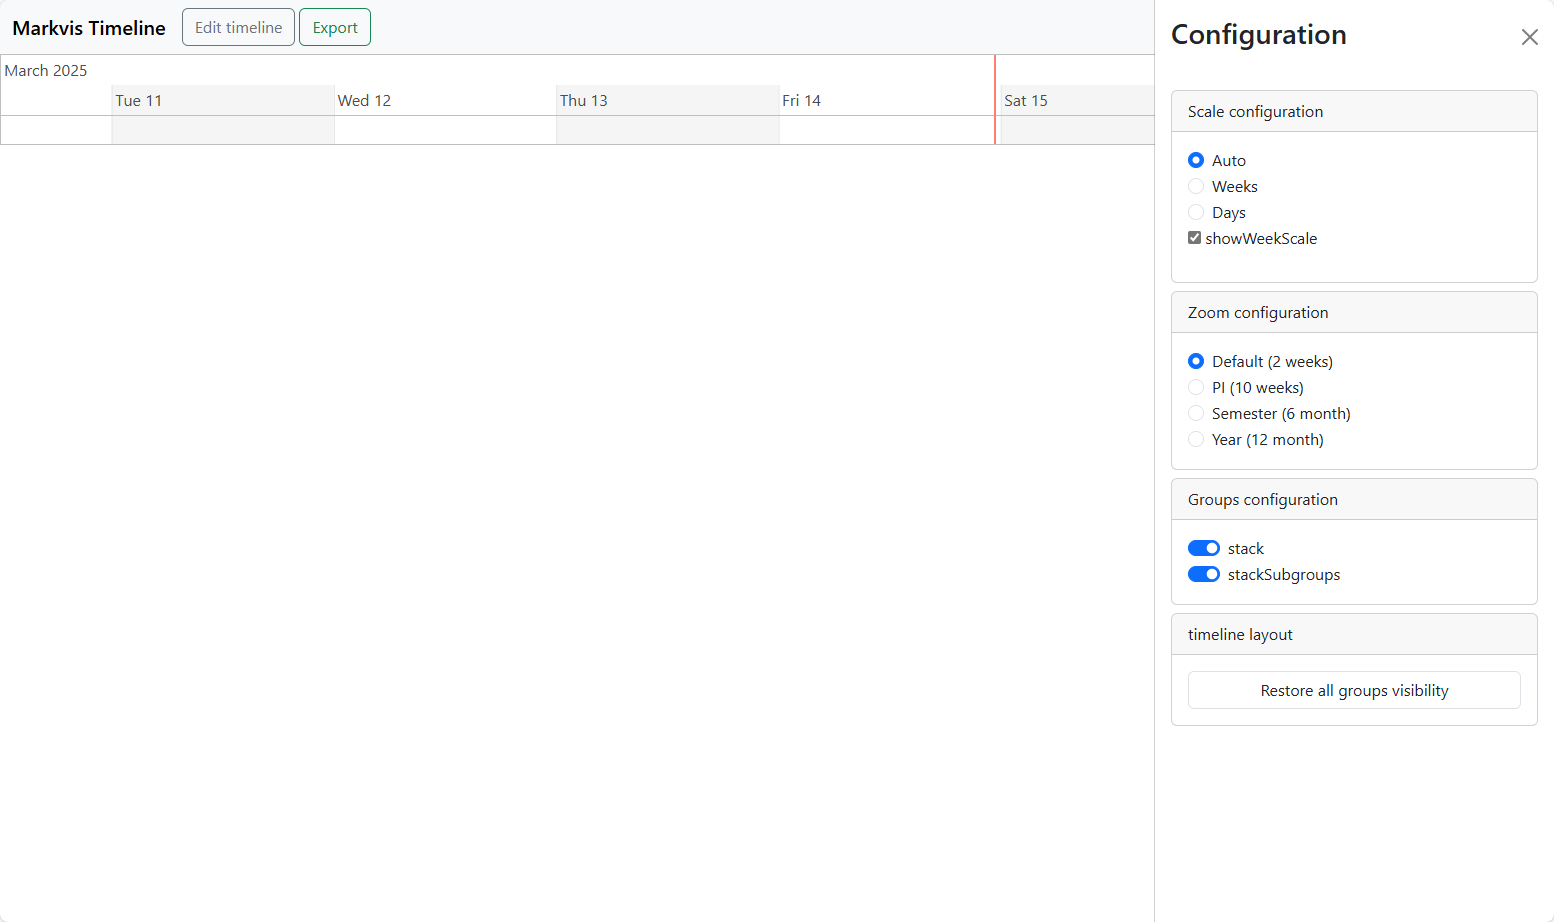 Markvis Timeline
Edit timeline
Export
March 2025
Tue 11
Wed 12
Thu 13
Fri 14
Sat 15
Configuration
Scale configuration
Auto
Weeks
Days
showWeekScale
Zoom configuration
Default (2 weeks)
PI (10 weeks)
Semester (6 month)
Year (12 month)
Groups configuration
stack
stackSubgroups
timeline layout
Restore all groups visibility